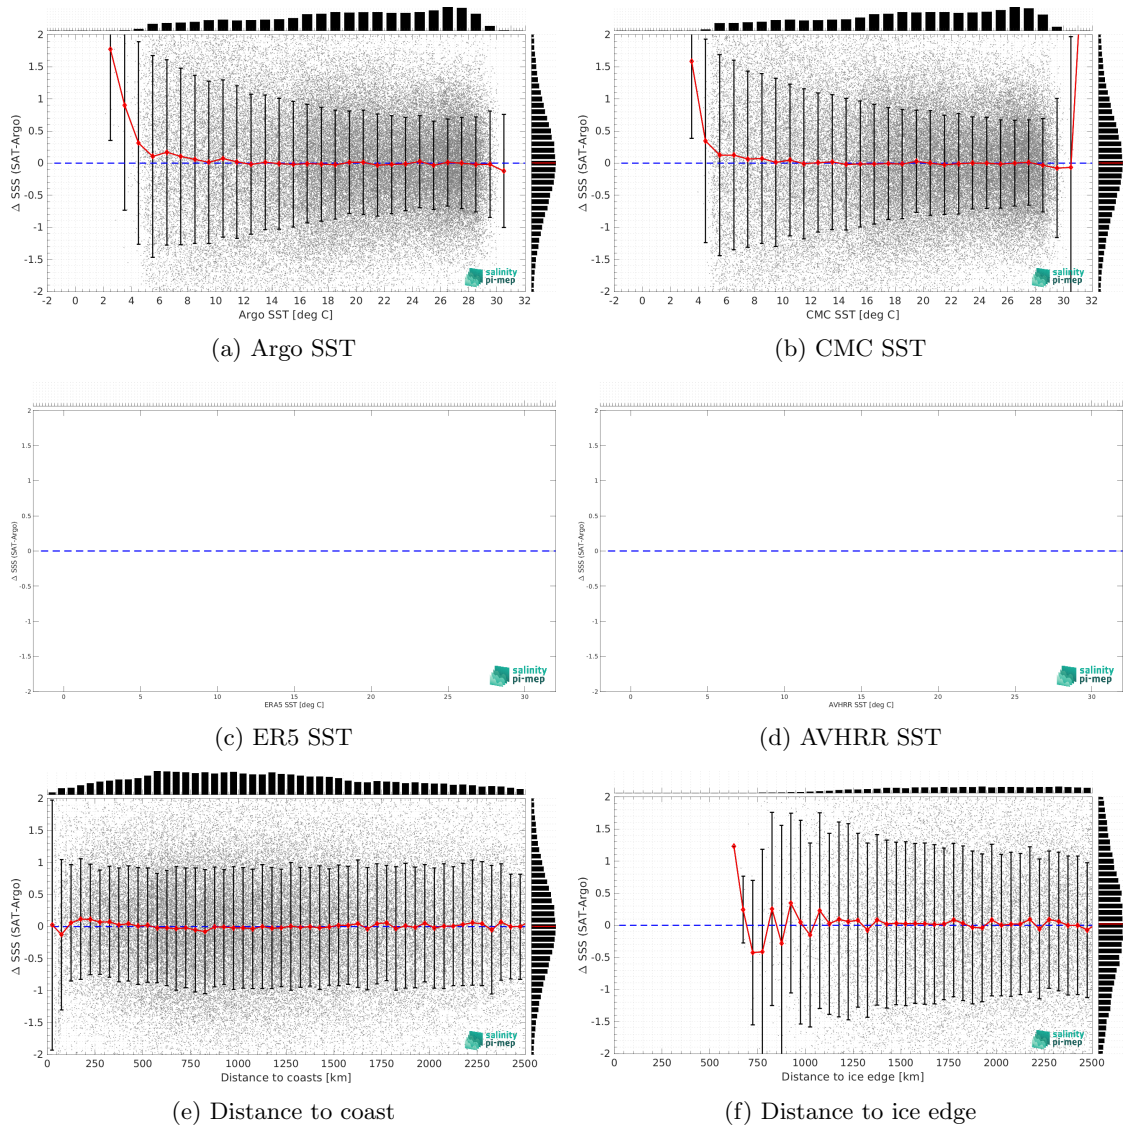 2
1.5
1
0.5
0
-0.5
-1
-1.5
-2
Δ SSS (SAT-Argo)
salinity
pi-mep
-2 0 2 4 6 8 10 12 14 16 18 20 22 24 26 28 30 32
Argo SST [deg C]
(a) Argo SST
2
1.5
1
0.5
0
-0.5
-1
-1.5
-2
Δ SSS (SAT-Argo)
salinity
pi-mep
-2 0 2 4 6 8 10 12 14 16 18 20 22 24 26 28 30 32
CMC SST [deg C]
(b) CMC SST
2
1.5
1
0.5
0
-0.5
-1
-1.5
-2
Δ SSS (SAT-Argo)
salinity
pi-mep
0 5 10 15 20 25 30
ERA5 SST [deg C]
(c) ER5 SST
2
1.5
1
0.5
0
-0.5
-1
-1.5
-2
Δ SSS (SAT-Argo)
salinity
pi-mep
0 5 10 15 20 25 30
AVHRR SST [deg C]
(d) AVHRR SST
2
1.5
1
0.5
0
-0.5
-1
-1.5
-2
Δ SSS (SAT-Argo)
salinity
pi-mep
0 250 500 750 1000 1250 1500 1750 2000 2250 2500
Distance to coasts [km]
(e) Distance to coast
2
1.5
1
0.5
0
-0.5
-1
-1.5
-2
Δ SSS (SAT-Argo)
salinity
pi-mep
0 250 500 750 1000 1250 1500 1750 2000 2250 2500
Distance to ice edge [km]
(f) Distance to ice edge